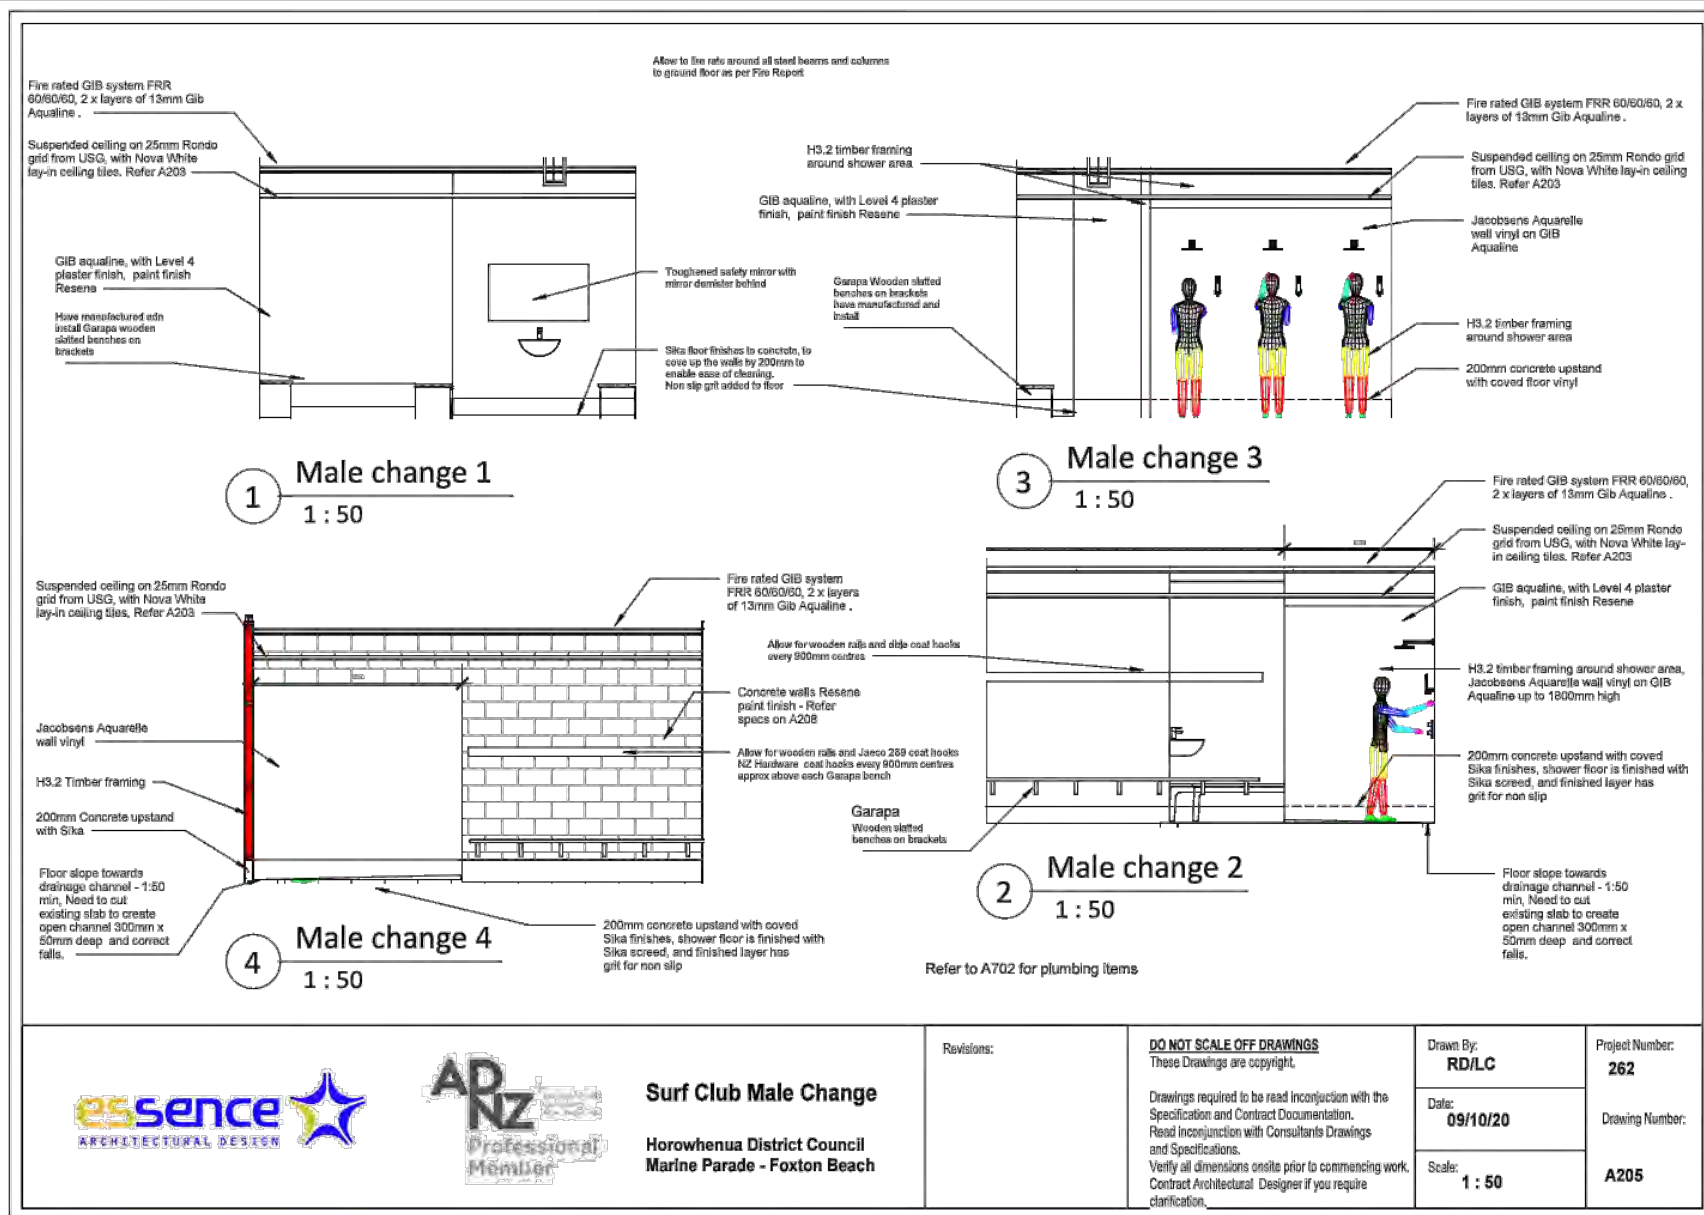 Allow to fire rate around all steel beams and columns
to ground floor as per Fire Report
Fire rated GIB system FRR
60/60/60, 2 x layers of 13mm Gib
Aqualine .
Suspended ceiling on 25mm Rondo
grid from USG, with Nova White
lay-in ceiling tiles. Refer A203
GIB aqualine, with Level 4
plaster finish, paint finish
Resene
Have manufactured adn
install Garapa wooden
slatted benches on
brackets
Toughened safety mirror with
mirror demister behind
Sika floor finishes to concrete, to
cove up the walls by 200mm to
enable ease of cleaning.
Non slip grit added to floor
1
Male change 1
1 : 50
H3.2 timber framing
around shower area
GIB aqualine, with Level 4 plaster
finish, paint finish Resene
Garapa Wooden slatted
benches on brackets
have manufactured and
install
Fire rated GIB system FRR 60/60/60, 2 x
layers of 13mm Gib Aqualine .
Suspended ceiling on 25mm Rondo grid
from USG, with Nova White lay-in ceiling
tiles. Refer A203
Jacobsens Aquarelle
wall vinyl on GIB
Aqualine
H3.2 timber framing
around shower area
200mm concrete upstand
with coved floor vinyl
3
Male change 3
1 : 50
Suspended ceiling on 25mm Rondo
grid from USG, with Nova White
lay-in ceiling tiles, Refer A203
Jacobsens Aquarelle
wall vinyl
H3.2 Timber framing
200mm Concrete upstand
with Sika
Floor slope towards
drainage channel - 1:50
min, Need to cut
existing slab to create
open channel 300mm x
50mm deep and correct
falls.
Fire rated GIB system
FRR 60/60/60, 2 x layers
of 13mm Gib Aqualine .
Concrete walls Resene
paint finish - Refer
specs on A208
Allow for wooden rails and Jaeco 289 coat hooks
NZ Hardware coat hooks every 900mm centres
approx above each Garapa bench
200mm concrete upstand with coved
Sika finishes, shower floor is finished with
Sika screed, and finished layer has
grit for non slip
4
Male change 4
1 : 50
Allow for wooden rails and dble coat hooks
every 900mm centres
Garapa
Wooden slatted
benches on brackets
Fire rated GIB system FRR 60/60/60,
2 x layers of 13mm Gib Aqualine .
Suspended ceiling on 25mm Rondo
grid from USG, with Nova White lay-
in ceiling tiles. Refer A203
GIB aqualine, with Level 4 plaster
finish, paint finish Resene
H3.2 timber framing around shower area,
Jacobsens Aquarelle wall vinyl on GIB
Aqualine up to 1800mm high
200mm concrete upstand with coved
Sika finishes, shower floor is finished with
Sika screed, and finished layer has
grit for non slip
Floor slope towards
drainage channel - 1:50
min, Need to cut
existing slab to create
open channel 300mm x
50mm deep and correct
falls.
2
Male change 2
1 : 50
Refer to A702 for plumbing items
essence
ARCHITECTURAL DESIGN
ADNZ
Professional
Member
Surf Club Male Change
Horowhenua District Council
Marine Parade - Foxton Beach
Revisions:
DO NOT SCALE OFF DRAWINGS
These Drawings are copyright.
Drawings required to be read inconjuction with the
Specification and Contract Documentation.
Read inconjunction with Consultants Drawings
and Specifications.
Verify all dimensions onsite prior to commencing work.
Contract Architectural Designer if you require
clarification.
Drawn By:
RD/LC
Date:
09/10/20
Scale:
1 : 50
Project Number:
262
Drawing Number:
A205